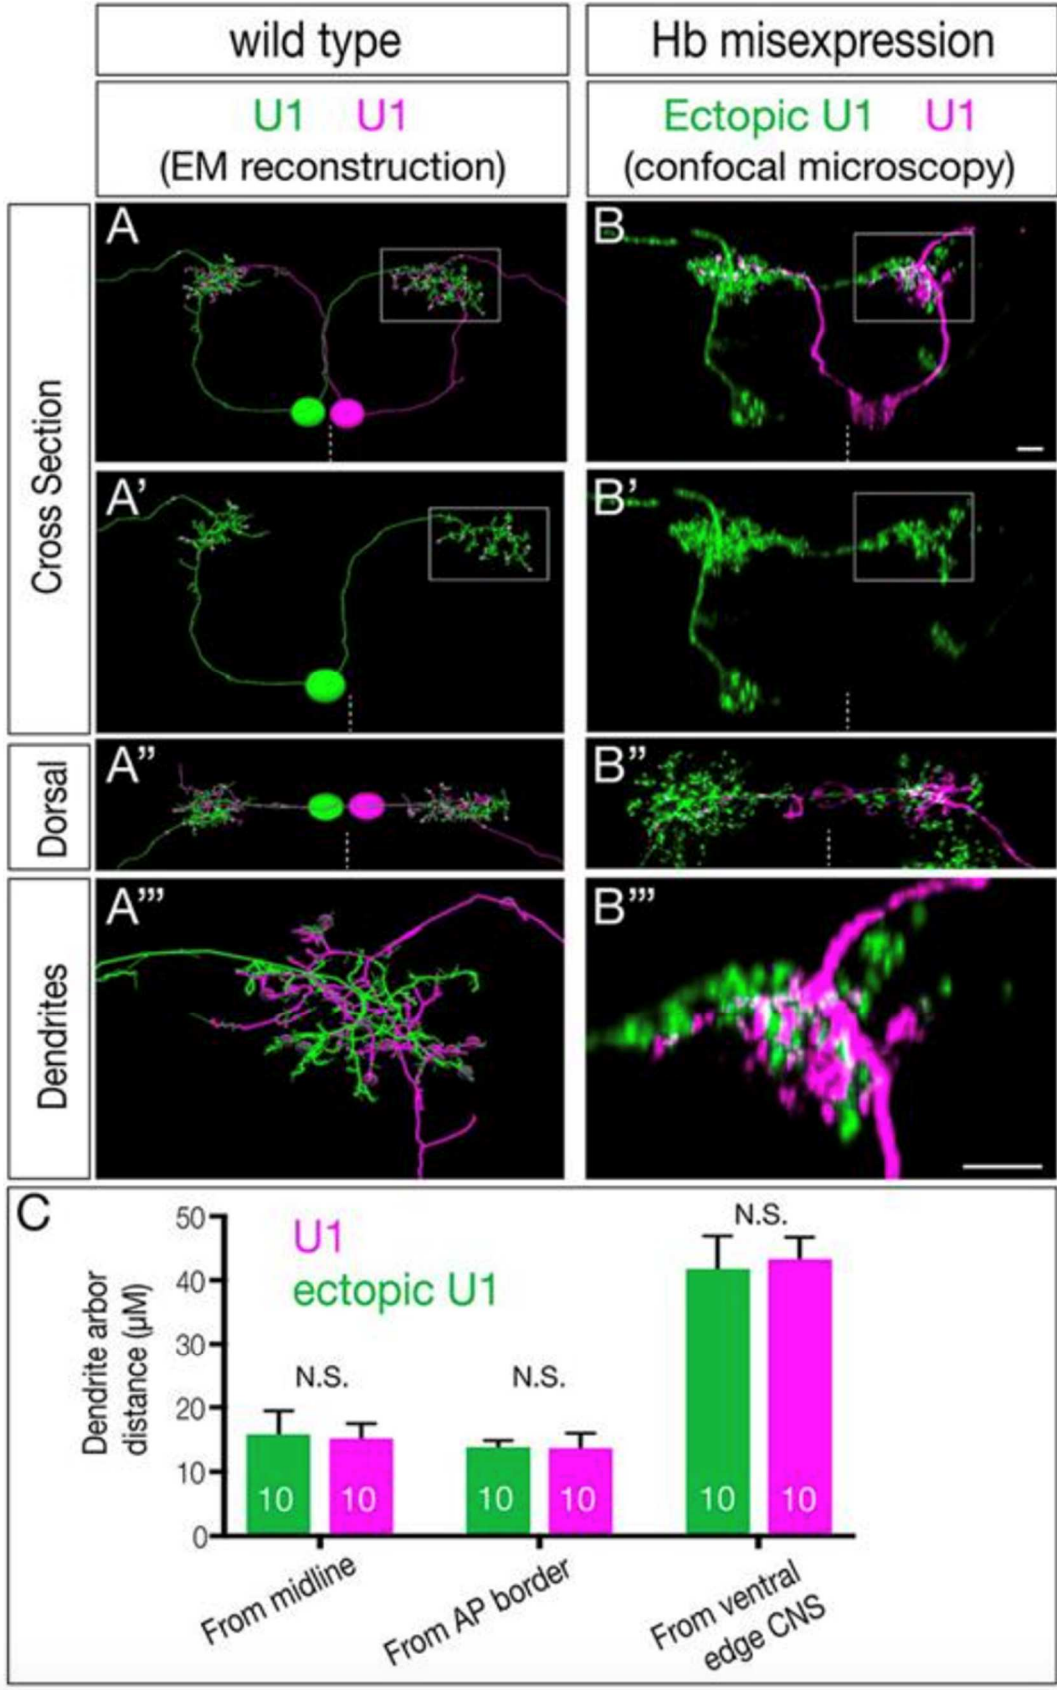 wild type
Hb misexpression
U1 U1
(EM reconstruction)
Ectopic U1 U1
(confocal microscopy)
Cross Section
A
B
A’
B’
Dorsal
A’’
B’’
Dendrites
A’’’
B’’’
C
Dendrite arbor
distance (µM)
50
40
30
20
10
0
U1
ectopic U1
N.S.
N.S.
N.S.
10 10 10 10 10 10
From midline
From AP border
From ventral
edge CNS